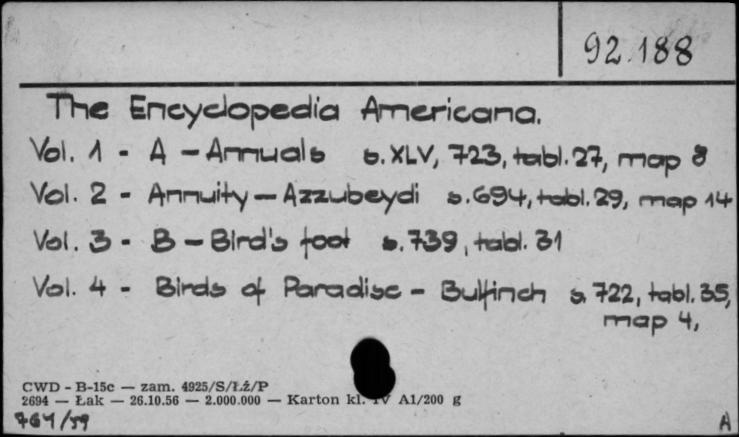 92.188
The Encyclopedia Americana.
Vol. 1 - A - Annuals s. XLV, 723, tabl. 27, map 8
Vol. 2 - Annuity - Azzubeydi s. 694, tabl. 29, map 14
Vol. 3 - B - Bird's foot s. 739, tabl. 31
Vol. 4 - Birds of Paradise - Bulfinch s. 722, tabl. 35,
map 4,
CWD - B-15c — zam. 4925/S/Łż/P
2694 — Łak — 26.10.56 — 2.000.000 — Karton kl. IV A1/200 g
764/59 A